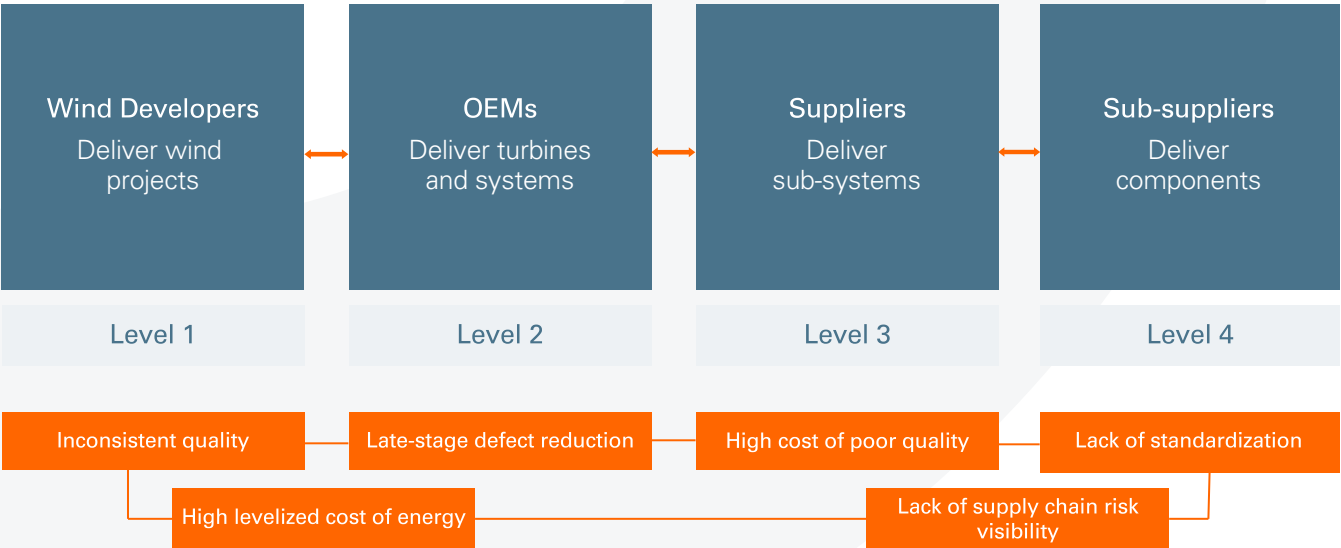 Wind Developers
Deliver wind
projects
OEMs
Deliver turbines
and systems
Suppliers
Deliver
sub-systems
Sub-suppliers
Deliver
components
Level 1
Level 2
Level 3
Level 4
Inconsistent quality
Late-stage defect reduction
High cost of poor quality
Lack of standardization
High levelized cost of energy
Lack of supply chain risk
visibility